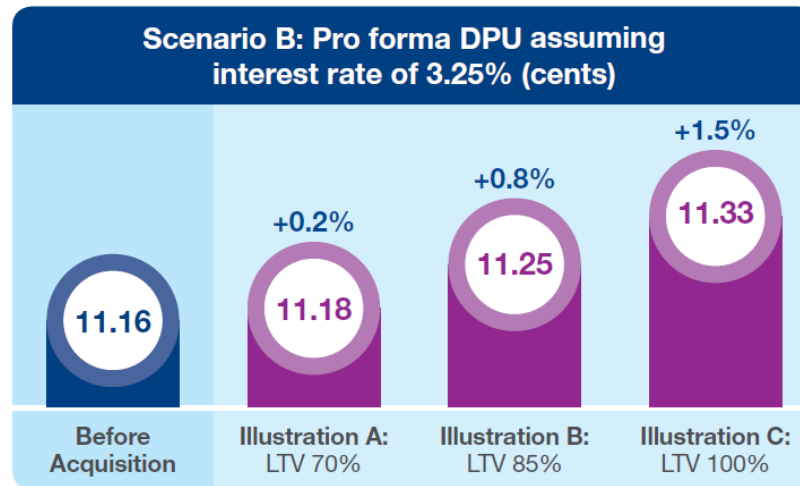 Scenario B: Pro forma DPU assuming
interest rate of 3.25% (cents)
+1.5%
+0.8%
+0.2%
11.16
11.18
11.25
11.33
Before
Acquisition
Illustration A:
LTV 70%
Illustration B:
LTV 85%
Illustration C:
LTV 100%